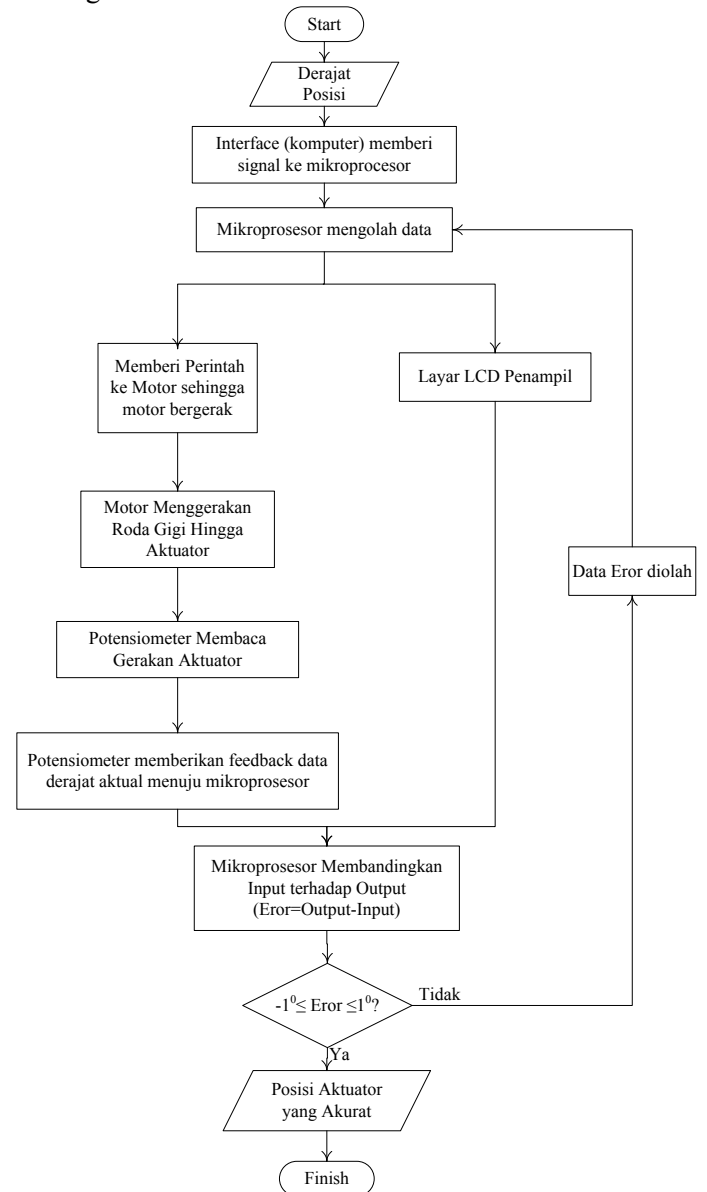 Start
Derajat
Posisi
Interface (komputer) memberi
signal ke mikroprocesor
Mikroprosesor mengolah data
Memberi Perintah
ke Motor sehingga
motor bergerak
Layar LCD Penampil
Motor Menggerakan
Roda Gigi Hingga
Aktuator
Data Eror diolah
Potensiometer Membaca
Gerakan Aktuator
Potensiometer memberikan feedback data
derajat aktual menuju mikroprosesor
Mikroprosesor Membandingkan
Input terhadap Output
(Eror=Output-Input)
-1⁰≤ Eror ≤1⁰?
Tidak
Ya
Posisi Aktuator
yang Akurat
Finish